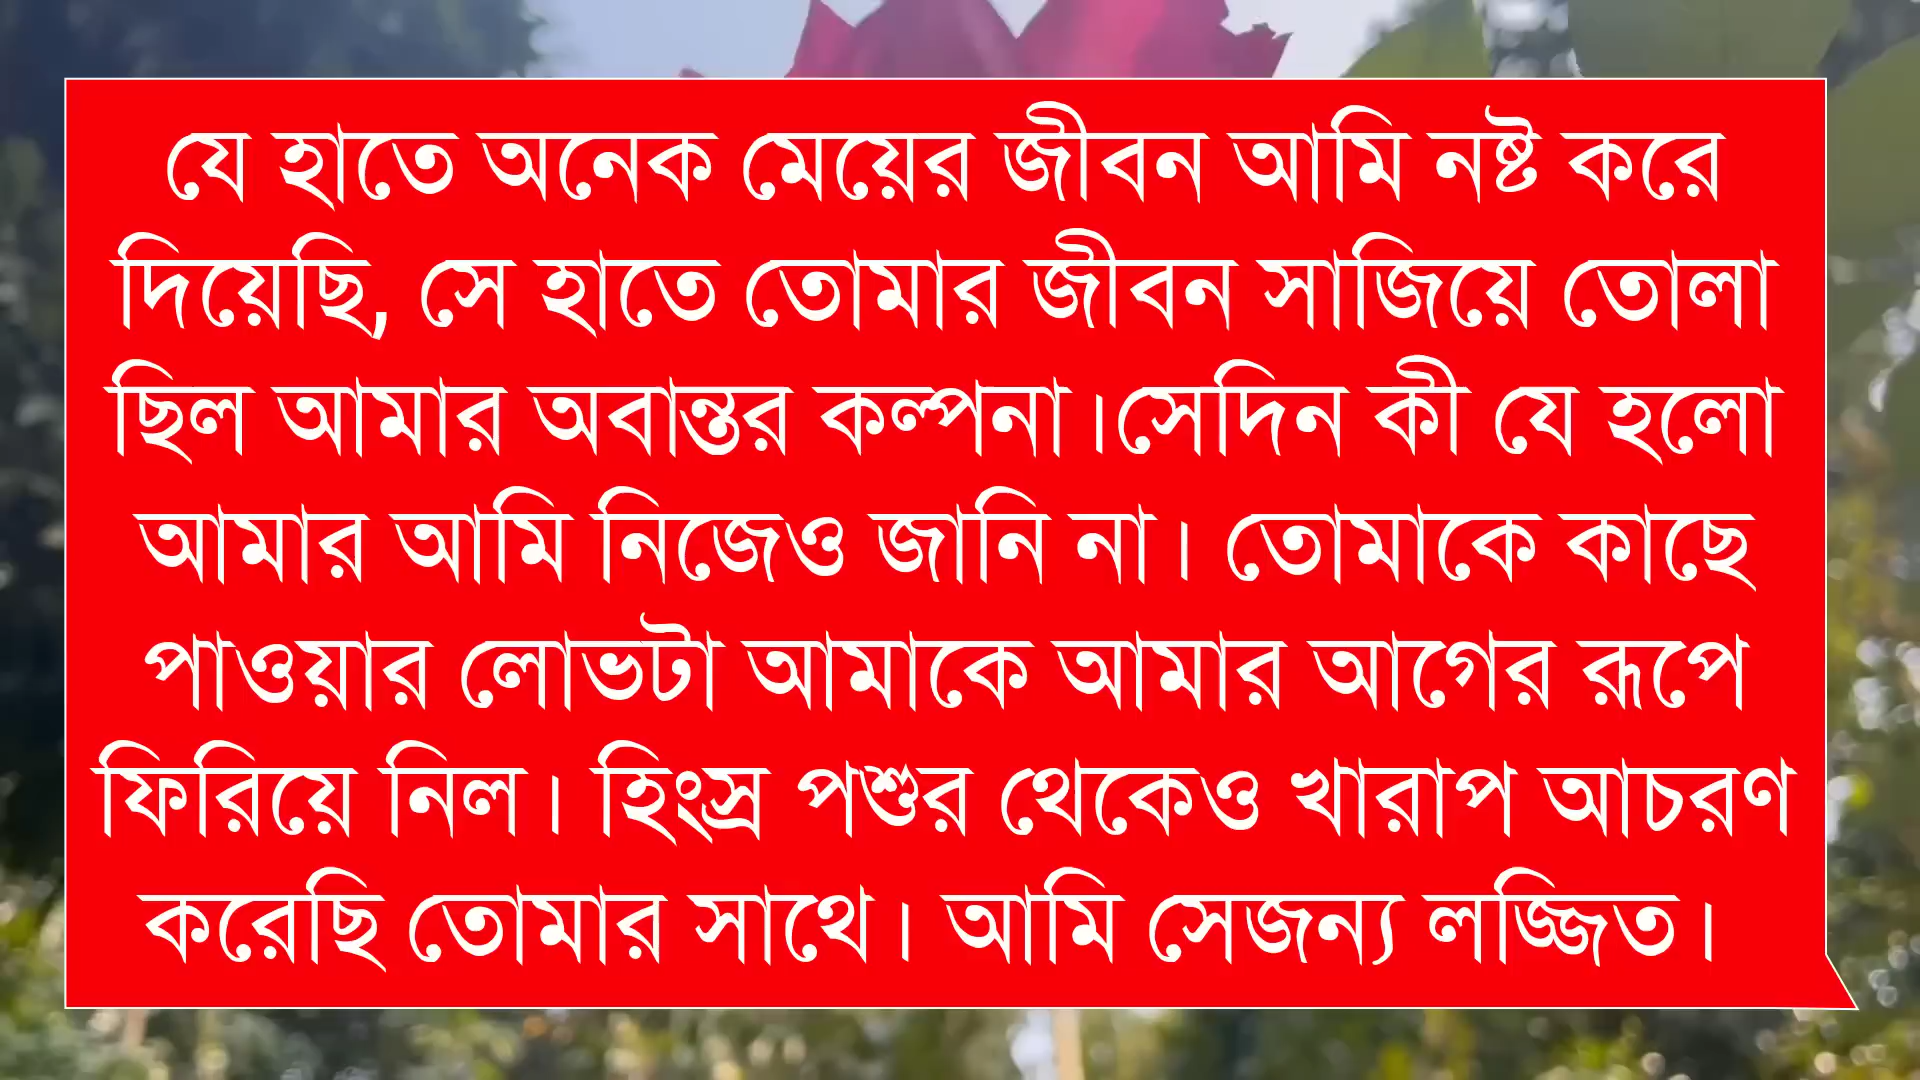 যে হাতে অনেক মেয়ের জীবন আমি নষ্ট করে
দিয়েছি, সে হাতে তোমার জীবন সাজিয়ে তোলা
ছিল আমার অবান্তর কল্পনা।সেদিন কী যে হলো
আমার আমি নিজেও জানি না। তোমাকে কাছে
পাওয়ার লোভটা আমাকে আমার আগের রূপে
ফিরিয়ে নিল। হিংস্র পশুর থেকেও খারাপ আচরণ
করেছি তোমার সাথে। আমি সেজন্য লজ্জিত।